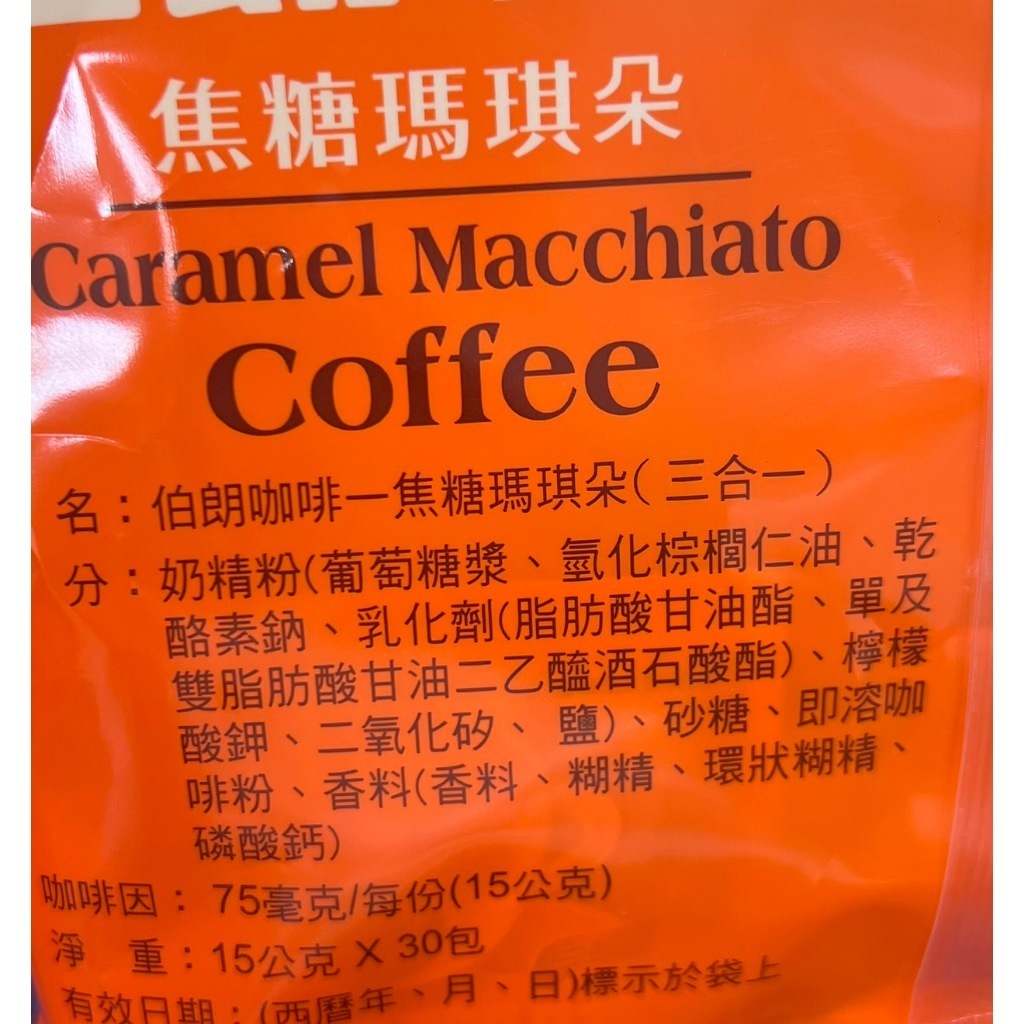 焦糖瑪琪朵
Caramel Macchiato
Coffee
名：伯朗咖啡－焦糖瑪琪朵(三合一)
分：奶精粉(葡萄糖漿、氫化棕櫚仁油、乾
酪素鈉、乳化劑(脂肪酸甘油酯、單及
雙脂肪酸甘油二乙醯酒石酸酯)、檸檬
酸鉀、二氧化矽、鹽)、砂糖、即溶咖
啡粉、香料(香料、糊精、環狀糊精、
磷酸鈣)
咖啡因：75毫克/每份(15公克)
淨 重：15公克 X 30包
有效日期：(西曆年、月、日)標示於袋上